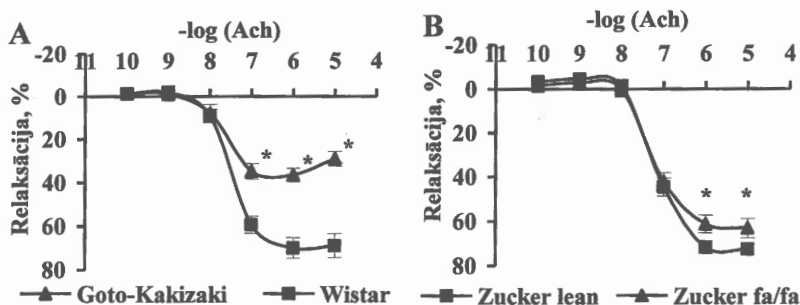 A
-log (Ach)
-20
11 10 9 8 7 6 5 4
0
20
40
60
80
Relaksācija, %
*
*
*
Goto-Kakizaki
Wistar
B
-log (Ach)
-20
11 10 9 8 7 6 5 4
0
20
40
60
80
Relaksācija, %
*
*
Zucker lean
Zucker fa/fa